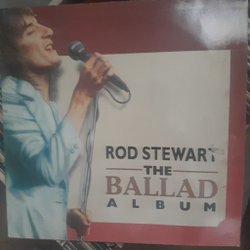 ROD STEWART
THE
BALLAD
ALBUM